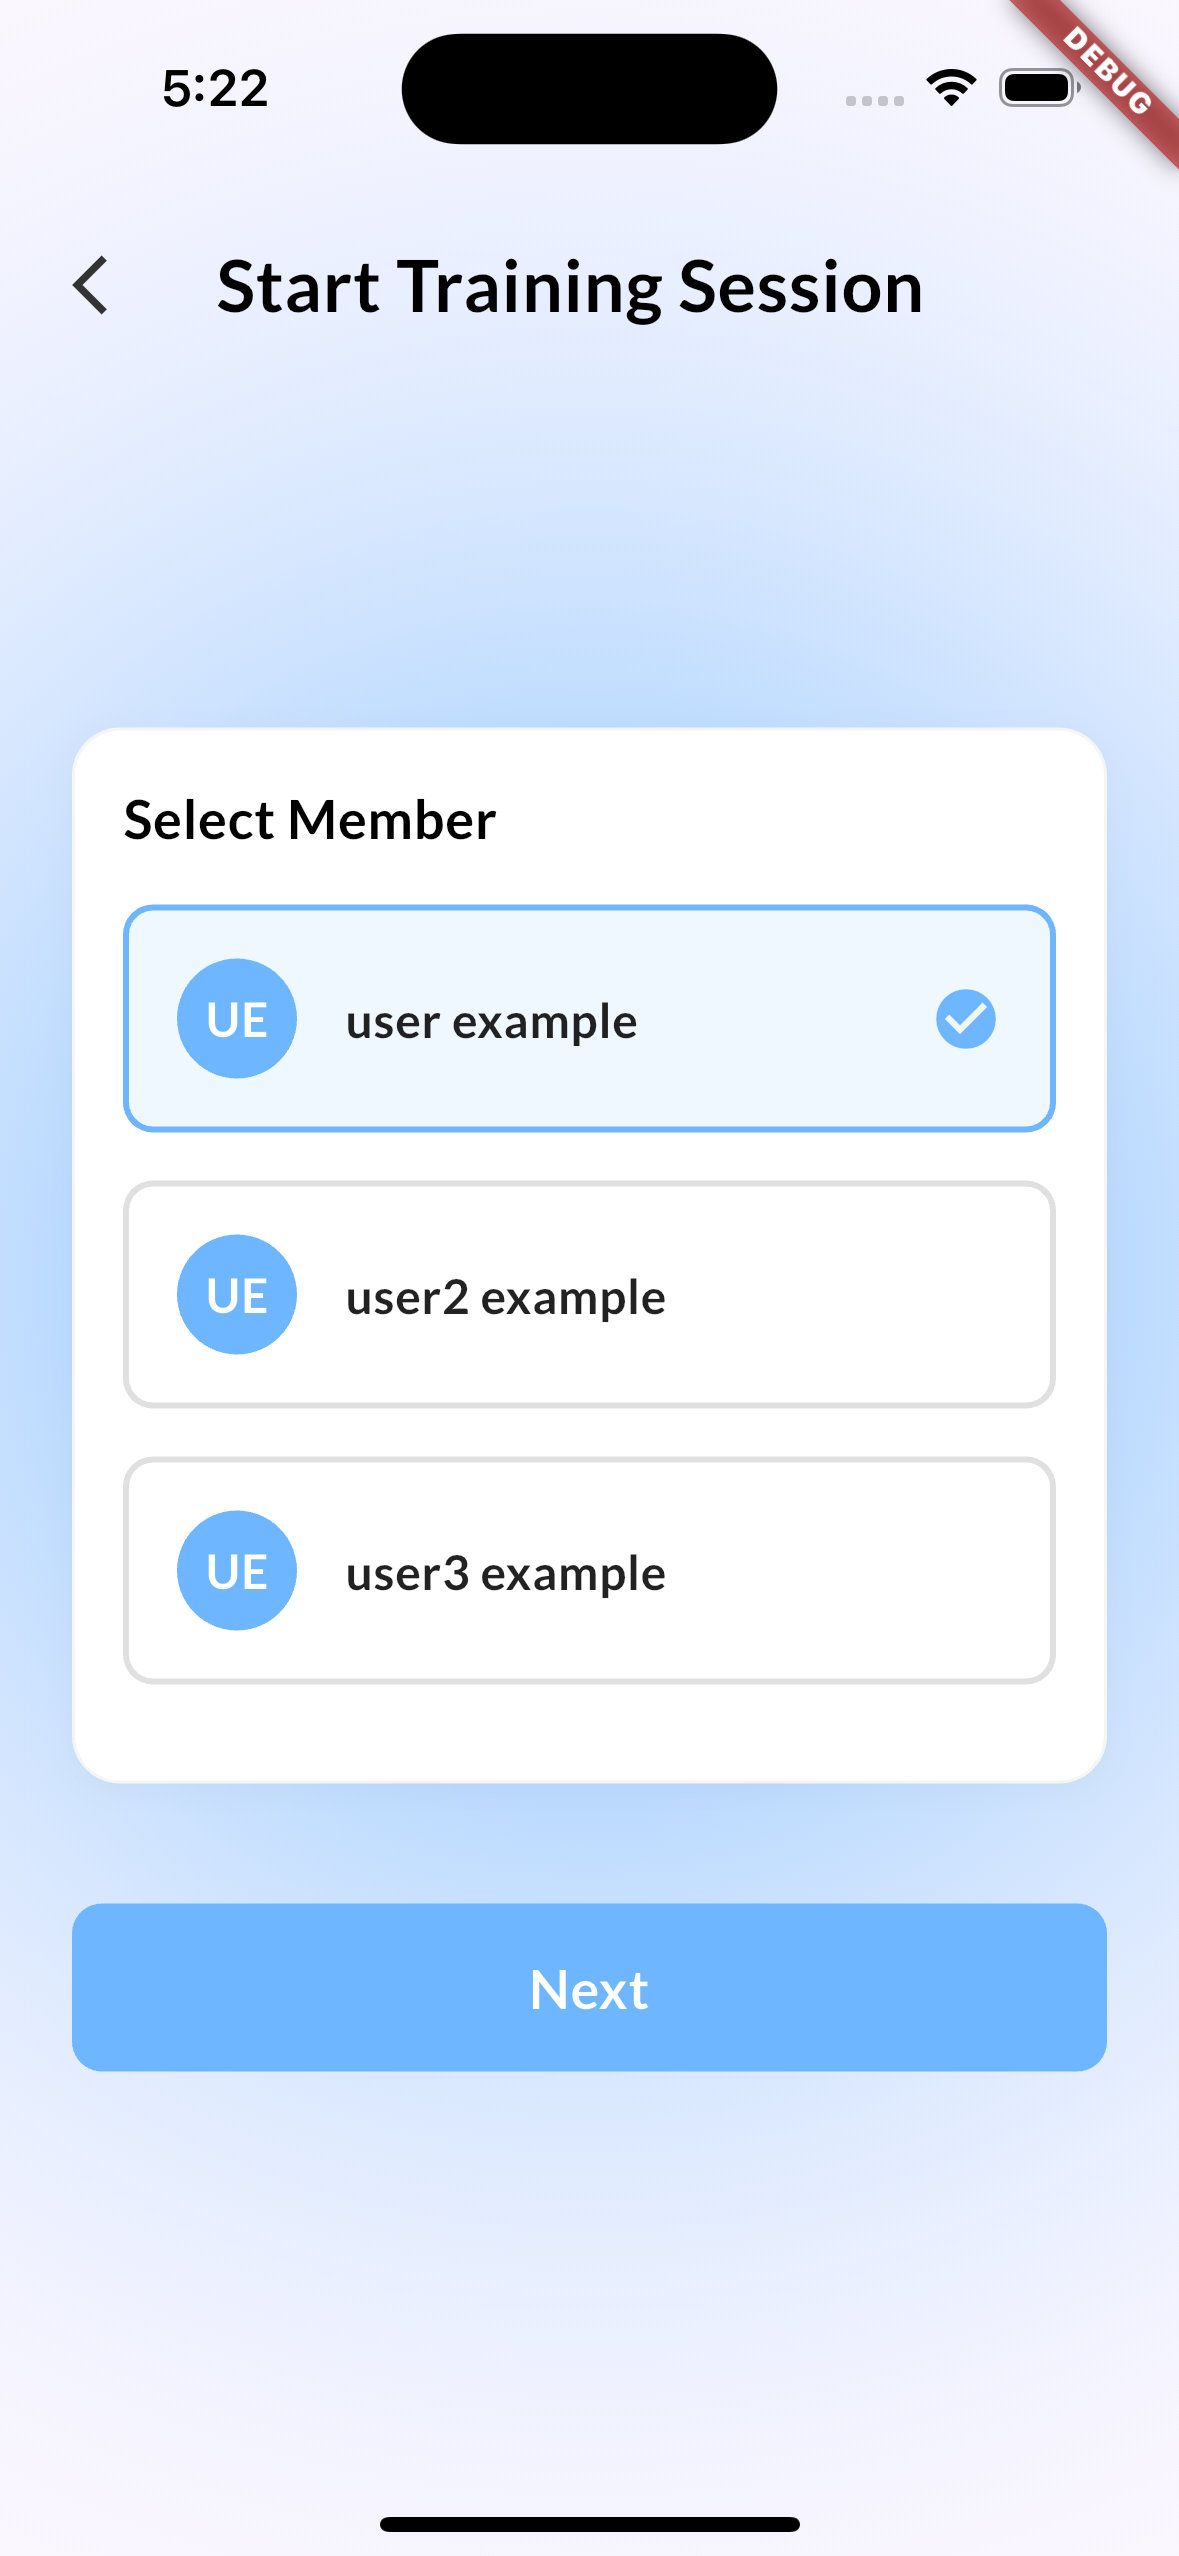 5:22
DEBUG
Start Training Session
Select Member
UE user example
UE user2 example
UE user3 example
Next